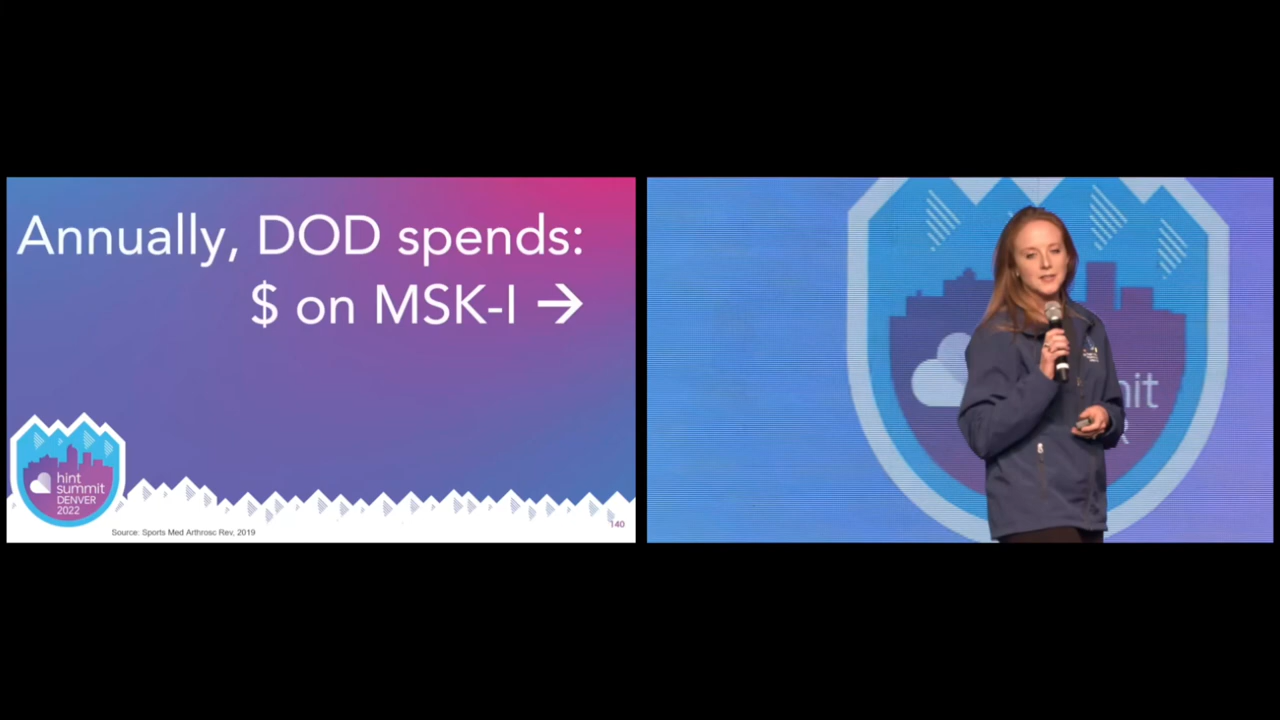 Annually, DOD spends:
$ on MSK-I →
hint
summit
DENVER
2022
Source: Sports Med Arthrosc Rev, 2019
140